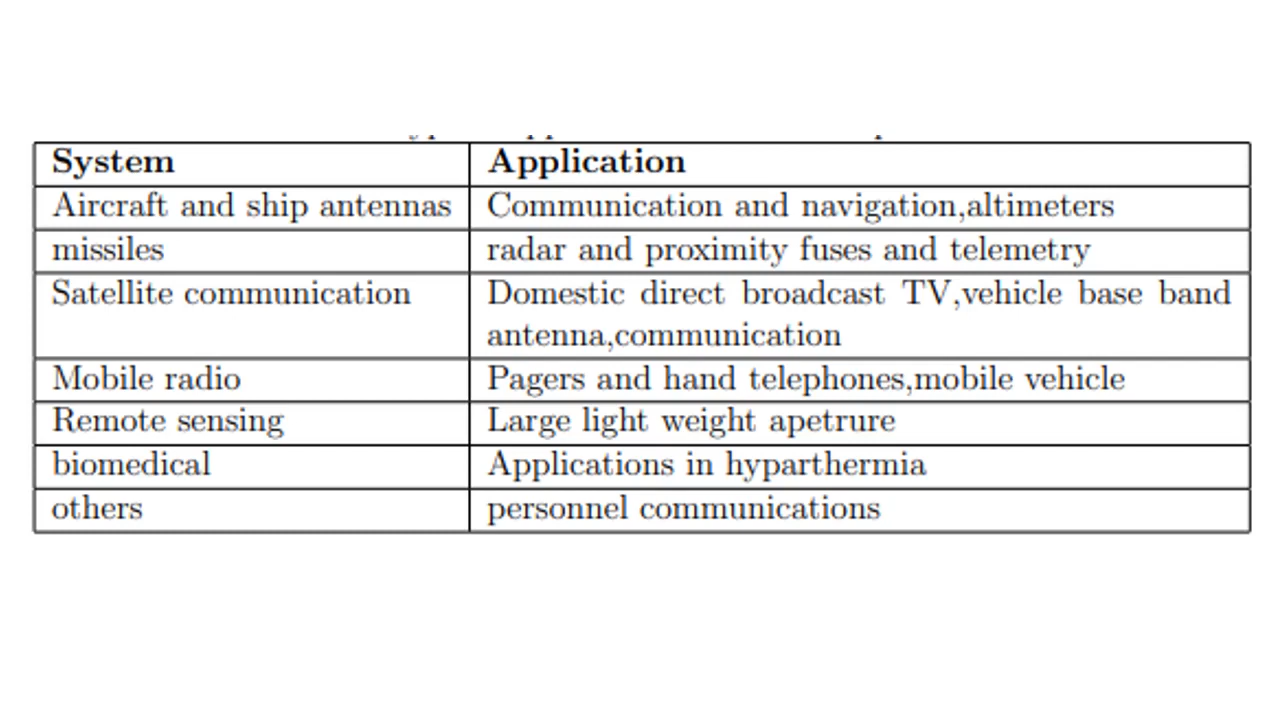 System Application
Aircraft and ship antennas Communication and navigation,altimeters
missiles radar and proximity fuses and telemetry
Satellite communication Domestic direct broadcast TV,vehicle base band
antenna,communication
Mobile radio Pagers and hand telephones,mobile vehicle
Remote sensing Large light weight apetrure
biomedical Applications in hyparthermia
others personnel communications